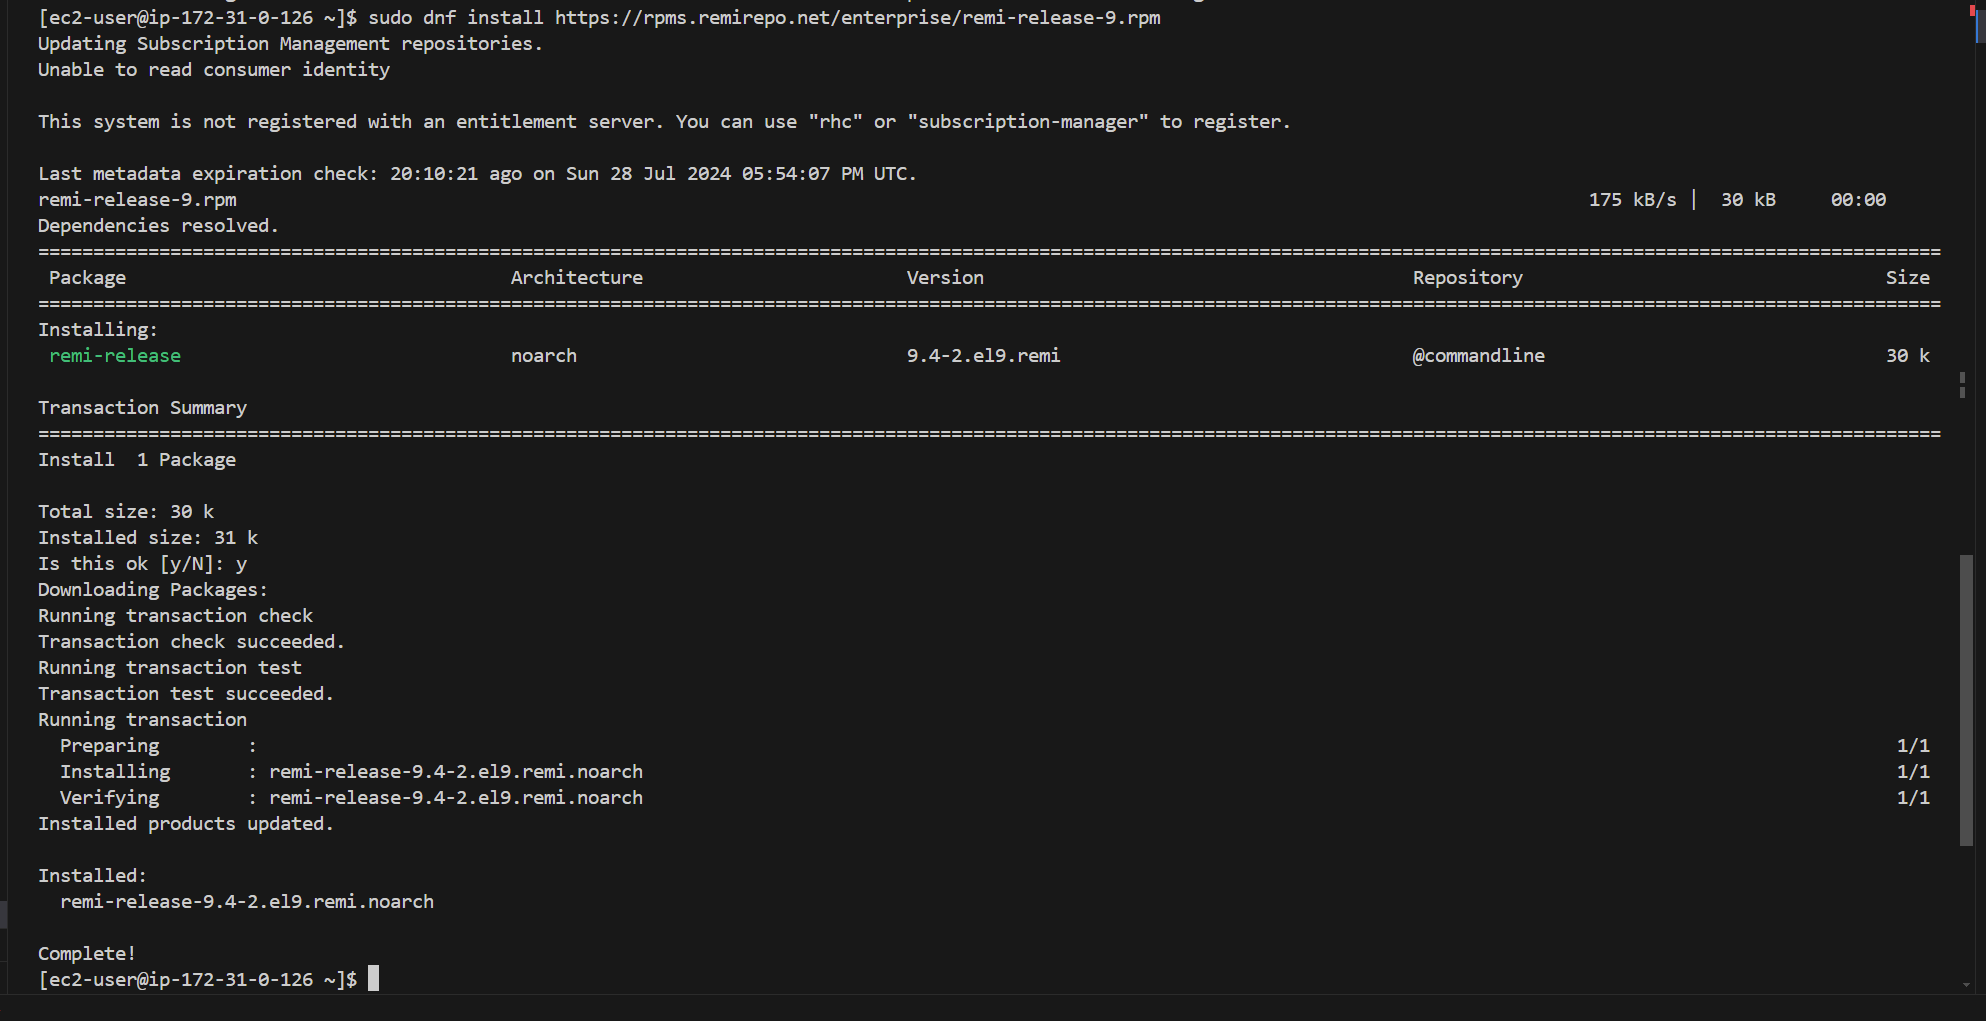 [ec2-user@ip-172-31-0-126 ~]$ sudo dnf install https://rpms.remirepo.net/enterprise/remi-release-9.rpm
Updating Subscription Management repositories.
Unable to read consumer identity
This system is not registered with an entitlement server. You can use "rhc" or "subscription-manager" to register.
Last metadata expiration check: 20:10:21 ago on Sun 28 Jul 2024 05:54:07 PM UTC.
remi-release-9.rpm 175 kB/s | 30 kB 00:00
Dependencies resolved.
Package Architecture Version Repository Size
Installing:
remi-release noarch 9.4-2.el9.remi @commandline 30 k
Transaction Summary
Install 1 Package
Total size: 30 k
Installed size: 31 k
Is this ok [y/N]: y
Downloading Packages:
Running transaction check
Transaction check succeeded.
Running transaction test
Transaction test succeeded.
Running transaction
Preparing : 1/1
Installing : remi-release-9.4-2.el9.remi.noarch 1/1
Verifying : remi-release-9.4-2.el9.remi.noarch 1/1
Installed products updated.
Installed:
remi-release-9.4-2.el9.remi.noarch
Complete!
[ec2-user@ip-172-31-0-126 ~]$